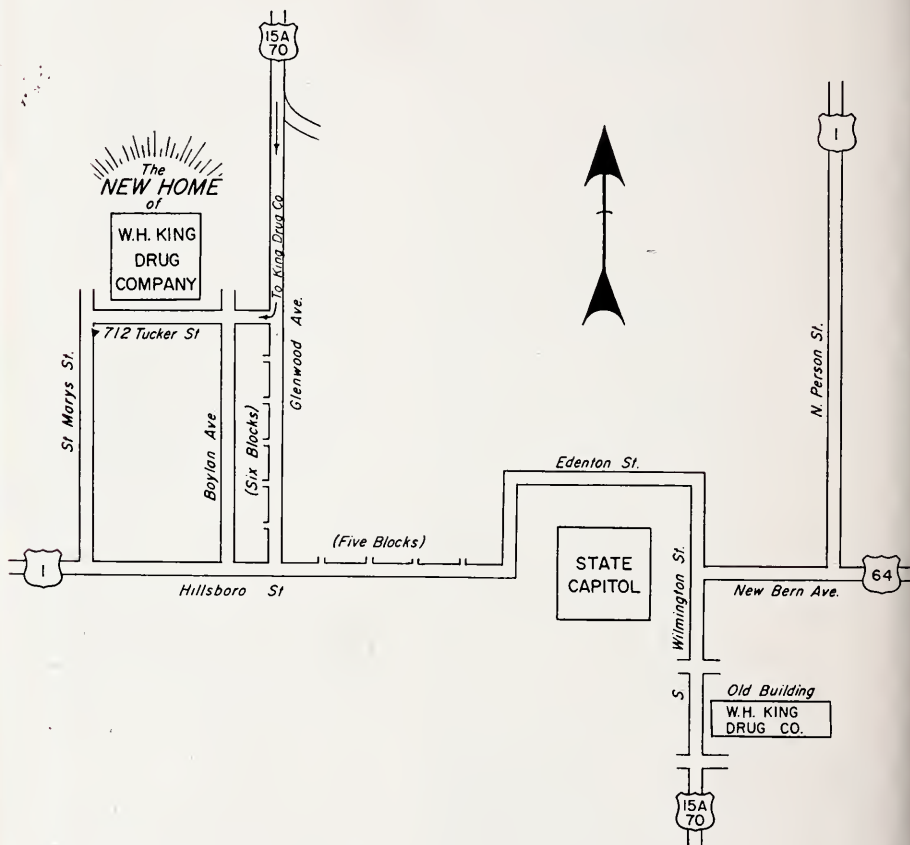 15A
70
1
The
NEW HOME
of
W.H. KING
DRUG
COMPANY
To King Drug Co
712 Tucker St
St Marys St.
Boylan Ave
(Six Blocks)
Glenwood Ave.
N. Person St.
Edenton St.
(Five Blocks)
STATE
CAPITOL
1
Hillsboro St
S. Wilmington St.
New Bern Ave.
64
Old Building
W.H. KING
DRUG CO.
15A
70